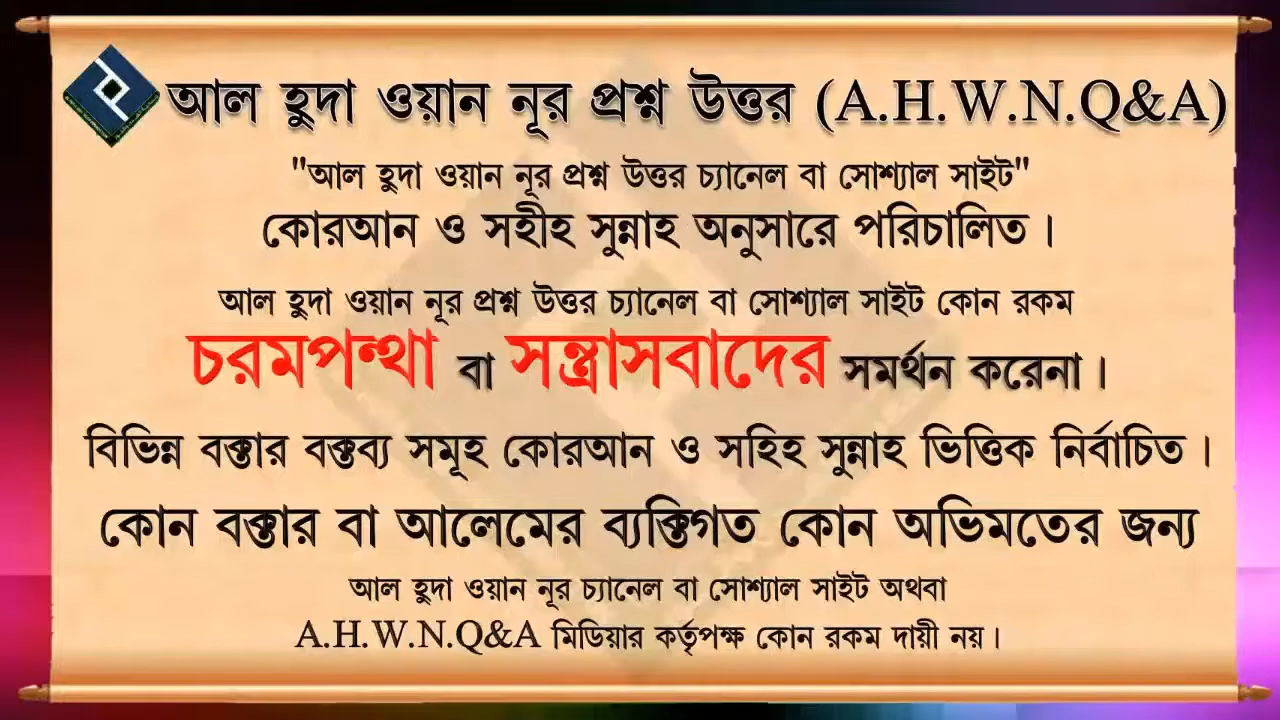 আল হুদা ওয়ান নূর প্রশ্ন উত্তর (A.H.W.N.Q&A)
"আল হুদা ওয়ান নূর প্রশ্ন উত্তর চ্যানেল বা সোশ্যাল সাইট"
কোরআন ও সহীহ সুন্নাহ অনুসারে পরিচালিত।
আল হুদা ওয়ান নূর প্রশ্ন উত্তর চ্যানেল বা সোশ্যাল সাইট কোন রকম
চরমপন্থা বা সন্ত্রাসবাদের সমর্থন করেনা।
বিভিন্ন বক্তার বক্তব্য সমূহ কোরআন ও সহিহ সুন্নাহ ভিত্তিক নির্বাচিত।
কোন বক্তার বা আলেমের ব্যক্তিগত কোন অভিমতের জন্য
আল হুদা ওয়ান নূর চ্যানেল বা সোশ্যাল সাইট অথবা
A.H.W.N.Q&A মিডিয়ার কর্তৃপক্ষ কোন রকম দায়ী নয়।